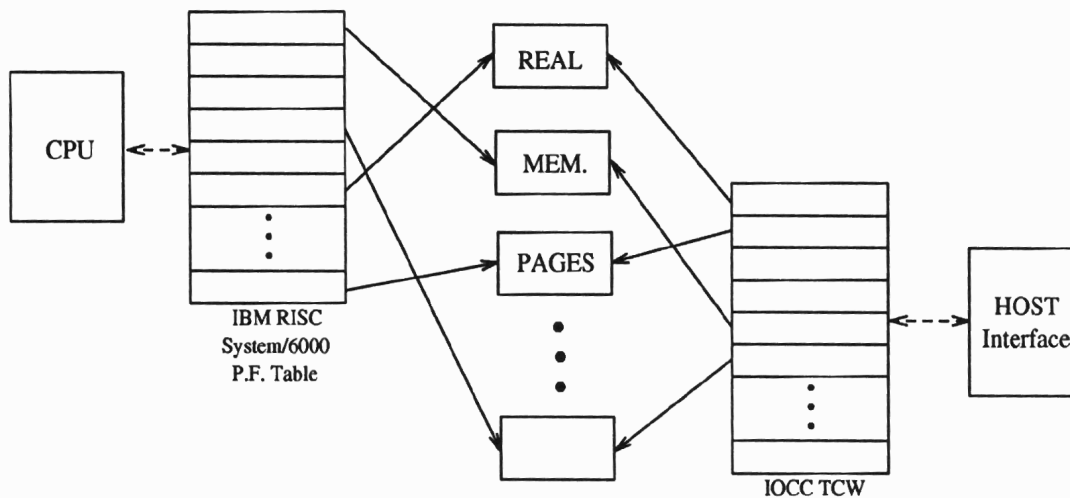 CPU
IBM RISC
System/6000
P.F. Table
REAL
MEM.
PAGES
IOCC TCW
HOST
Interface